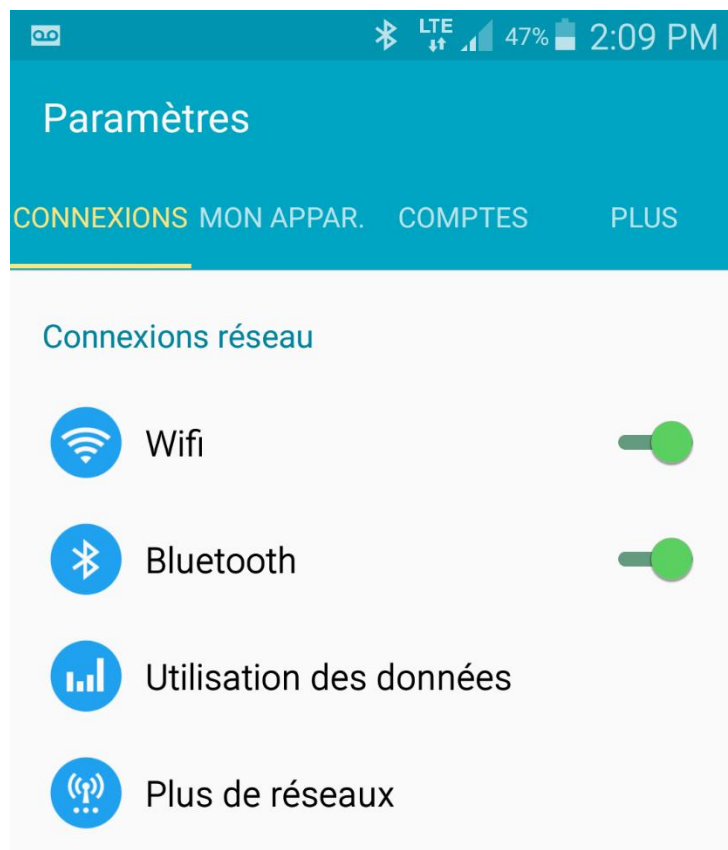 LTE 47% 2:09 PM
Paramètres
CONNEXIONS MON APPAR. COMPTES PLUS
Connexions réseau
Wifi
Bluetooth
Utilisation des données
Plus de réseaux